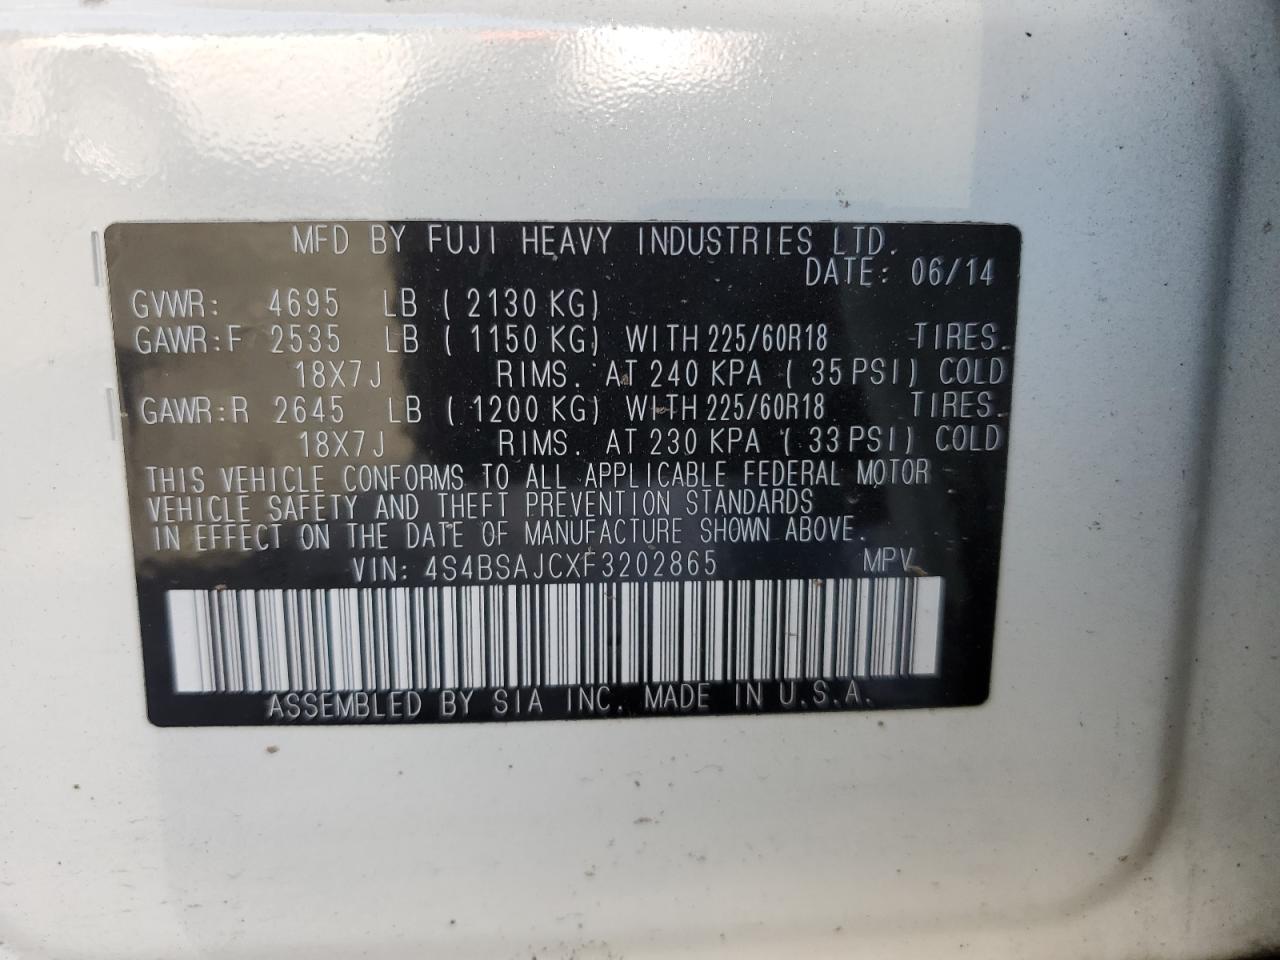 MFD BY FUJI HEAVY INDUSTRIES LTD.
DATE: 06/14
GVWR: 4695 LB ( 2130 KG)
GAWR:F 2535 LB ( 1150 KG) WITH 225/60R18 TIRES.
18X7J RIMS. AT 240 KPA ( 35 PSI) COLD
GAWR:R 2645 LB ( 1200 KG) WITH 225/60R18 TIRES.
18X7J RIMS. AT 230 KPA ( 33 PSI) COLD
THIS VEHICLE CONFORMS TO ALL APPLICABLE FEDERAL MOTOR
VEHICLE SAFETY AND THEFT PREVENTION STANDARDS
IN EFFECT ON THE DATE OF MANUFACTURE SHOWN ABOVE.
VIN: 4S4BSAJCXF3202865 MPV
ASSEMBLED BY SIA INC. MADE IN U.S.A.